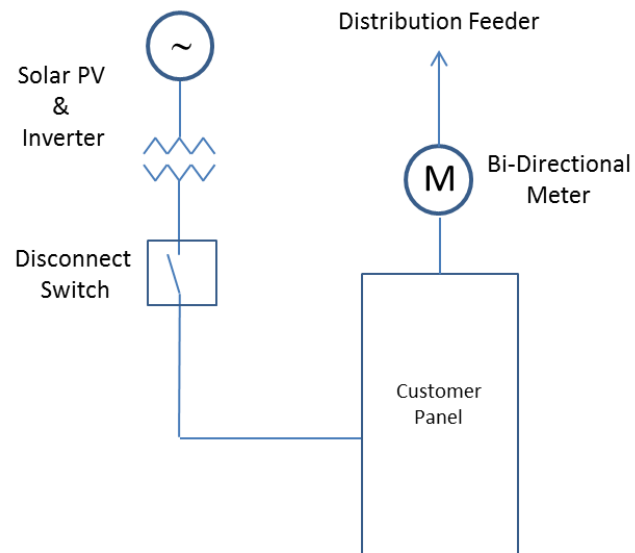 Distribution Feeder
~
Solar PV
&
Inverter
M
Bi-Directional
Meter
Disconnect
Switch
Customer
Panel